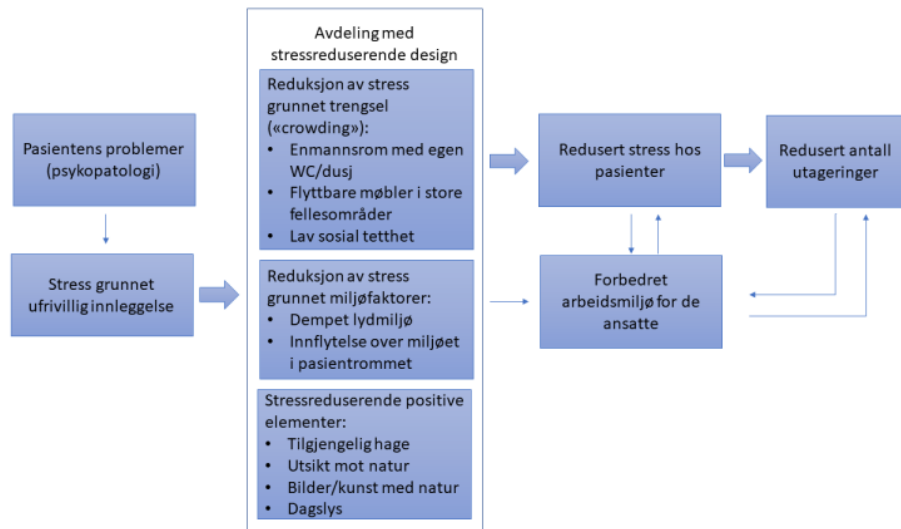 Pasientens problemer
(psykopatologi)
Stress grunnet
ufrivillig innleggelse
Avdeling med
stressreduserende design
Reduksjon av stress
grunnet trengsel
(«crowding»):
• Enmannsrom med egen
WC/dusj
• Flyttbare møbler i store
fellesområder
• Lav sosial tetthet
Reduksjon av stress
grunnet miljøfaktorer:
• Dempet lydmiljø
• Innflytelse over miljøet
i pasientrommet
Stressreduserende positive
elementer:
• Tilgjengelig hage
• Utsikt mot natur
• Bilder/kunst med natur
• Dagslys
Redusert stress hos
pasienter
Forbedret
arbeidsmiljø for de
ansatte
Redusert antall
utageringer